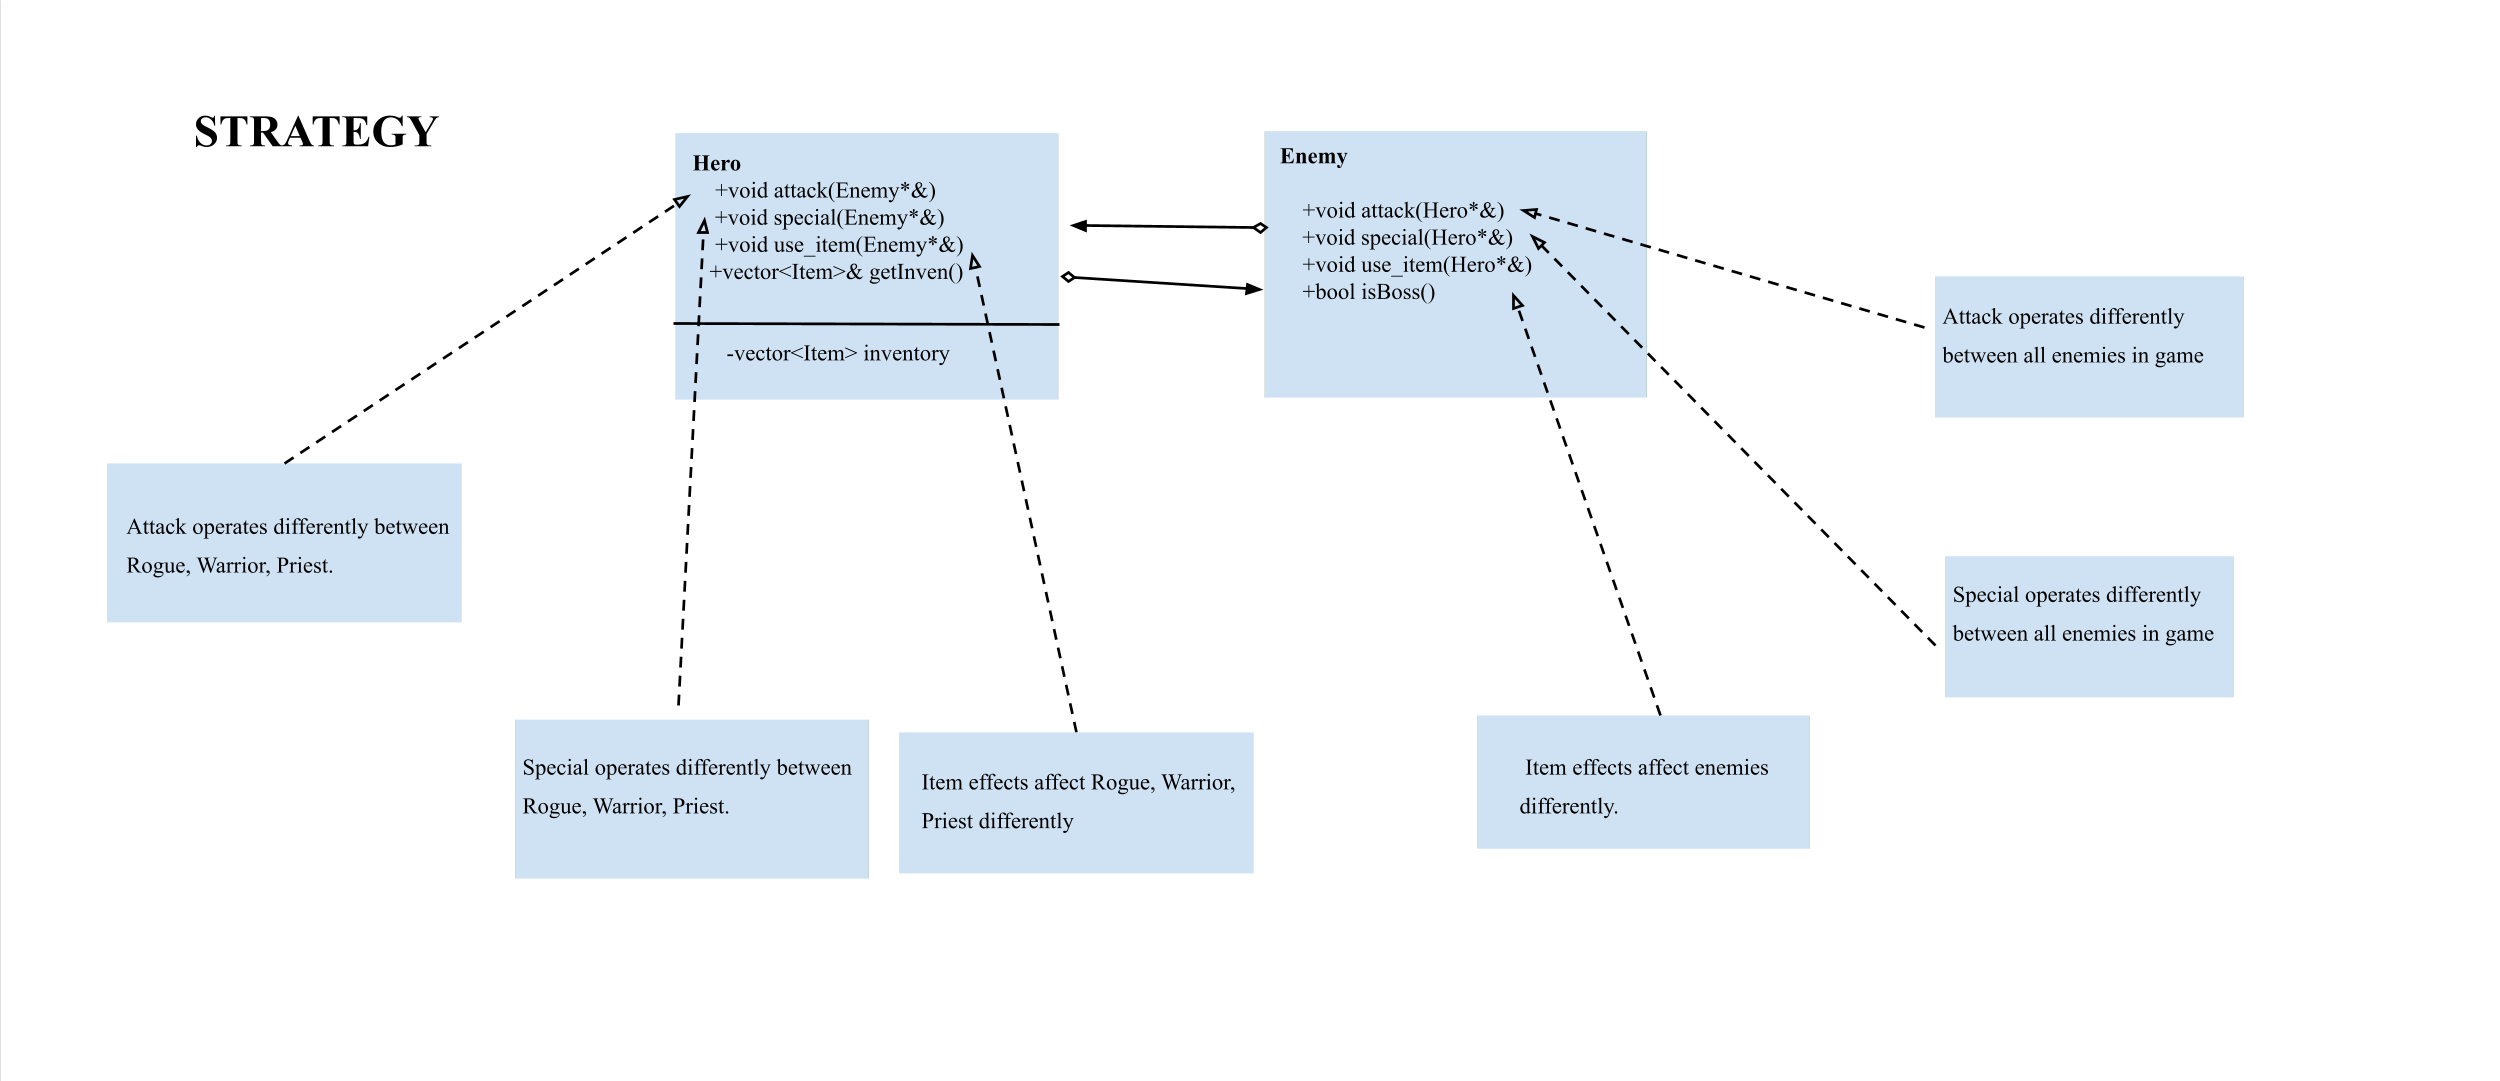 STRATEGY
Hero
+void attack(Enemy*&)
+void special(Enemy*&)
+void use_item(Enemy*&)
+vector<Item>& getInven()
-vector<Item> inventory
Enemy
+void attack(Hero*&)
+void special(Hero*&)
+void use_item(Hero*&)
+bool isBoss()
Attack operates differently
between all enemies in game
Attack operates differently between
Rogue, Warrior, Priest.
Special operates differently
between all enemies in game
Special operates differently between
Rogue, Warrior, Priest.
Item effects affect Rogue, Warrior,
Priest differently
Item effects affect enemies
differently.